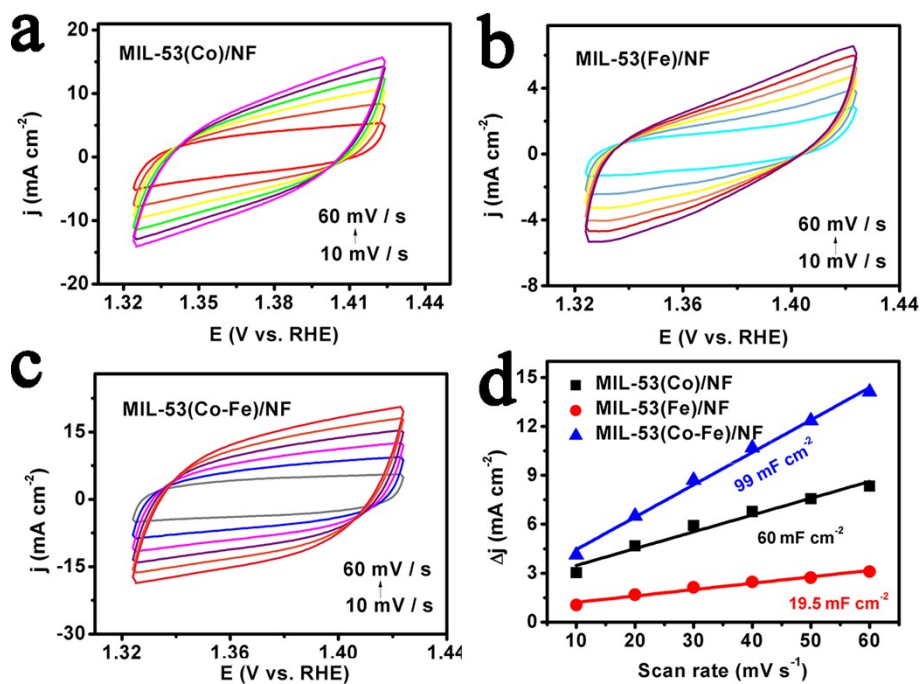 a
MIL-53(Co)/NF
20
10
0
-10
-20
j (mA cm⁻²)
60 mV / s
10 mV / s
1.32
1.35
1.38
1.41
1.44
E (V vs. RHE)
b
MIL-53(Fe)/NF
6
3
0
-4
-8
j (mA cm⁻²)
60 mV / s
10 mV / s
1.32
1.36
1.40
1.44
E (V vs. RHE)
c
MIL-53(Co-Fe)/NF
15
0
-15
-30
j (mA cm⁻²)
60 mV / s
10 mV / s
1.32
1.36
1.40
1.44
E (V vs. RHE)
d
MIL-53(Co)/NF
MIL-53(Fe)/NF
MIL-53(Co-Fe)/NF
15
12
9
6
3
0
Δj (mA cm⁻²)
99 mF cm⁻²
60 mF cm⁻²
19.5 mF cm⁻²
10
20
30
40
50
60
Scan rate (mV s⁻¹)